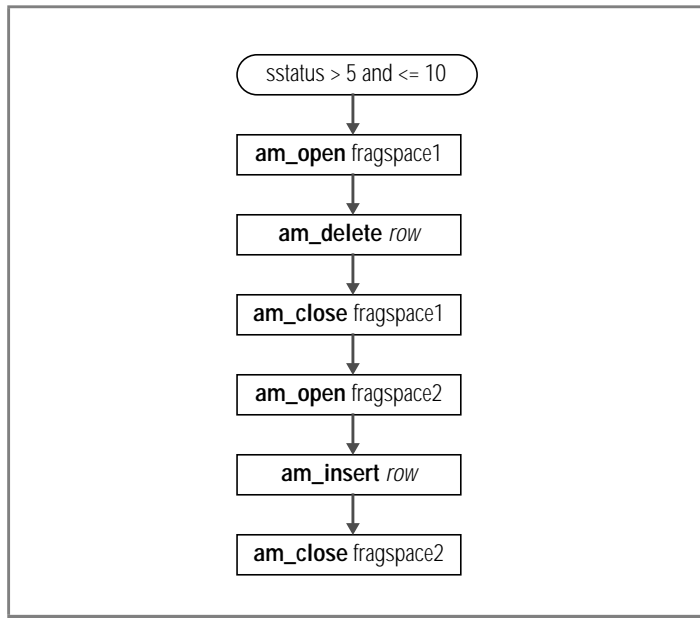 sstatus > 5 and <= 10
am_open fragspace1
am_delete row
am_close fragspace1
am_open fragspace2
am_insert row
am_close fragspace2